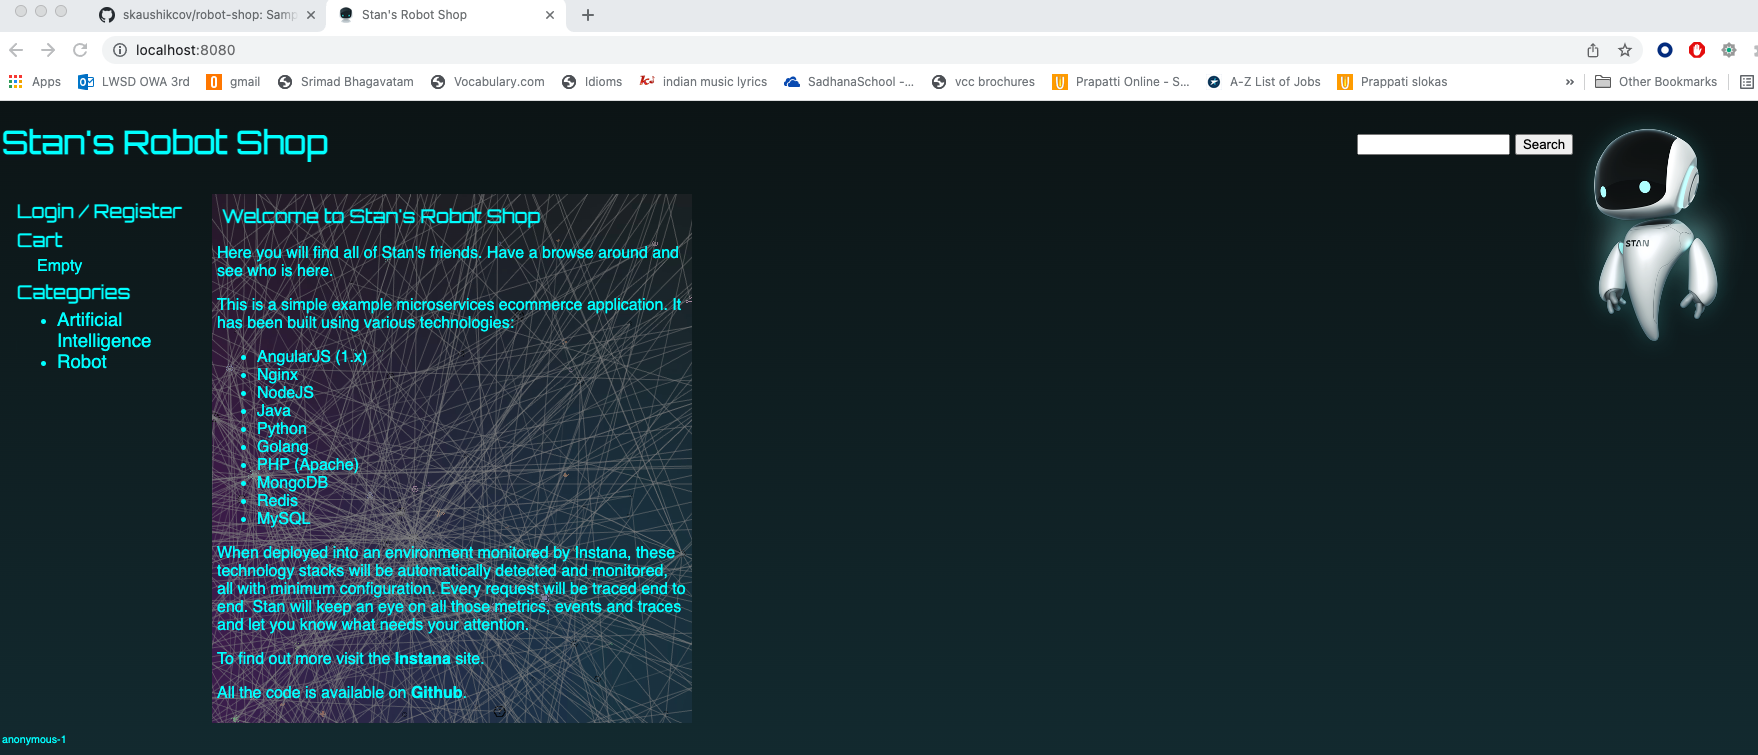 skaushikcov/robot-shop: Samp
Stan's Robot Shop
localhost:8080
Apps
LWSD OWA 3rd
gmail
Srimad Bhagavatam
Vocabulary.com
Idioms
indian music lyrics
SadhanaSchool -...
vcc brochures
Prapatti Online - S...
A-Z List of Jobs
Prappati slokas
»
Other Bookmarks
Stan's Robot Shop
Search
STAN
Login / Register
Cart
Empty
Categories
• Artificial
Intelligence
• Robot
Welcome to Stan's Robot Shop
Here you will find all of Stan's friends. Have a browse around and
see who is here.
This is a simple example microservices ecommerce application. It
has been built using various technologies:
• AngularJS (1.x)
• Nginx
• NodeJS
• Java
• Python
• Golang
• PHP (Apache)
• MongoDB
• Redis
• MySQL
When deployed into an environment monitored by Instana, these
technology stacks will be automatically detected and monitored,
all with minimum configuration. Every request will be traced end to
end. Stan will keep an eye on all those metrics, events and traces
and let you know what needs your attention.
To find out more visit the Instana site.
All the code is available on Github.
anonymous-1